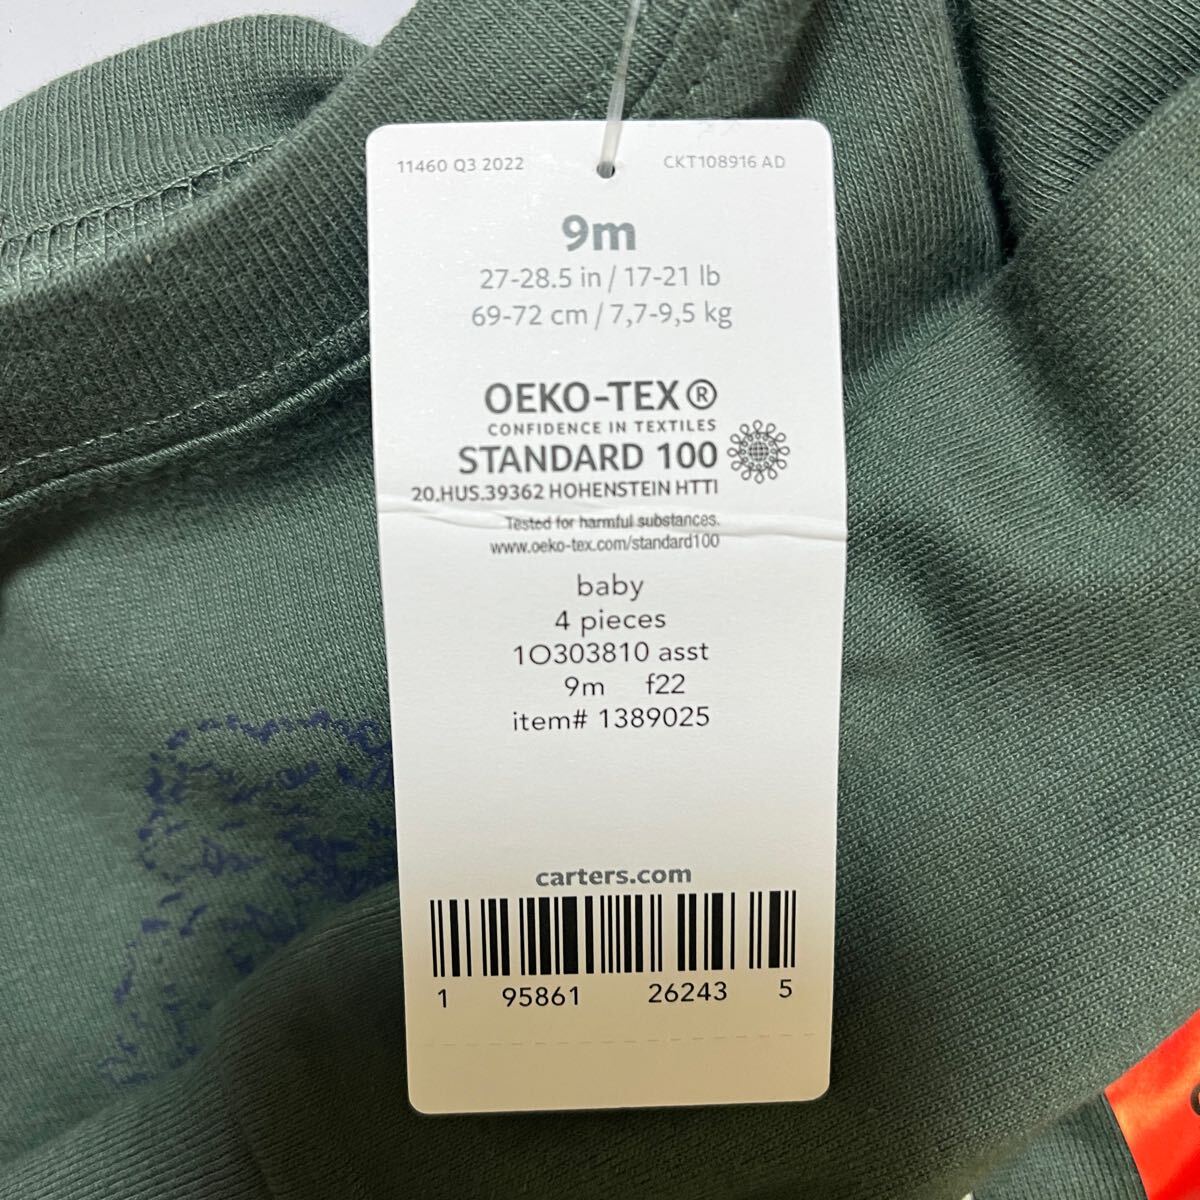 11460 Q3 2022 CKT108916 AD
9m
27-28.5 in / 17-21 lb
69-72 cm / 7,7-9,5 kg
OEKO-TEX®
CONFIDENCE IN TEXTILES
STANDARD 100
20.HUS.39362 HOHENSTEIN HTTI
Tested for harmful substances.
www.oeko-tex.com/standard100
baby
4 pieces
1O303810 asst
9m f22
item# 1389025
carters.com
1 95861 26243 5